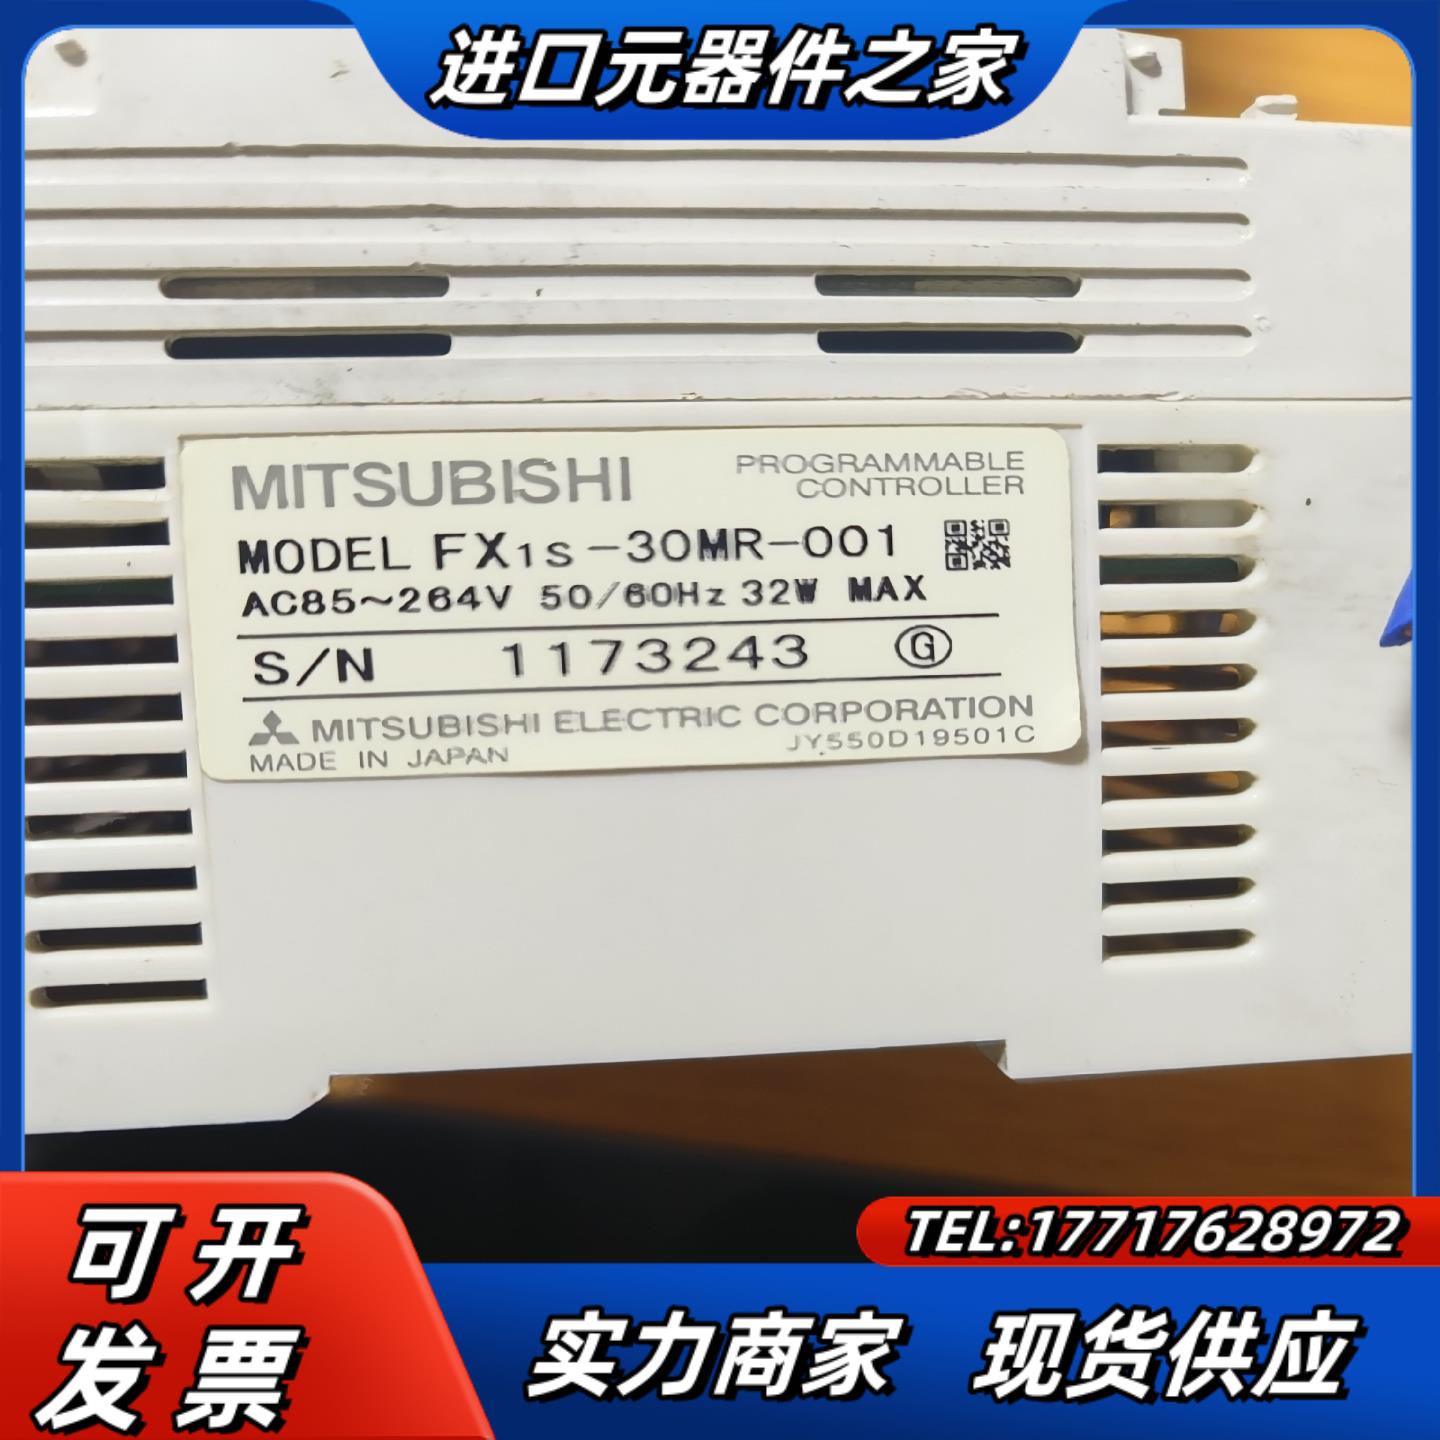 进口元器件之家
MITSUBISHI
PROGRAMMABLE
CONTROLLER
MODEL FX1S-30MR-001
AC85~264V 50/60Hz 32W MAX
S/N 1173243 G
MITSUBISHI ELECTRIC CORPORATION
MADE IN JAPAN
JY550D19501C
可开
发票
TEL:17717628972
实力商家 现货供应